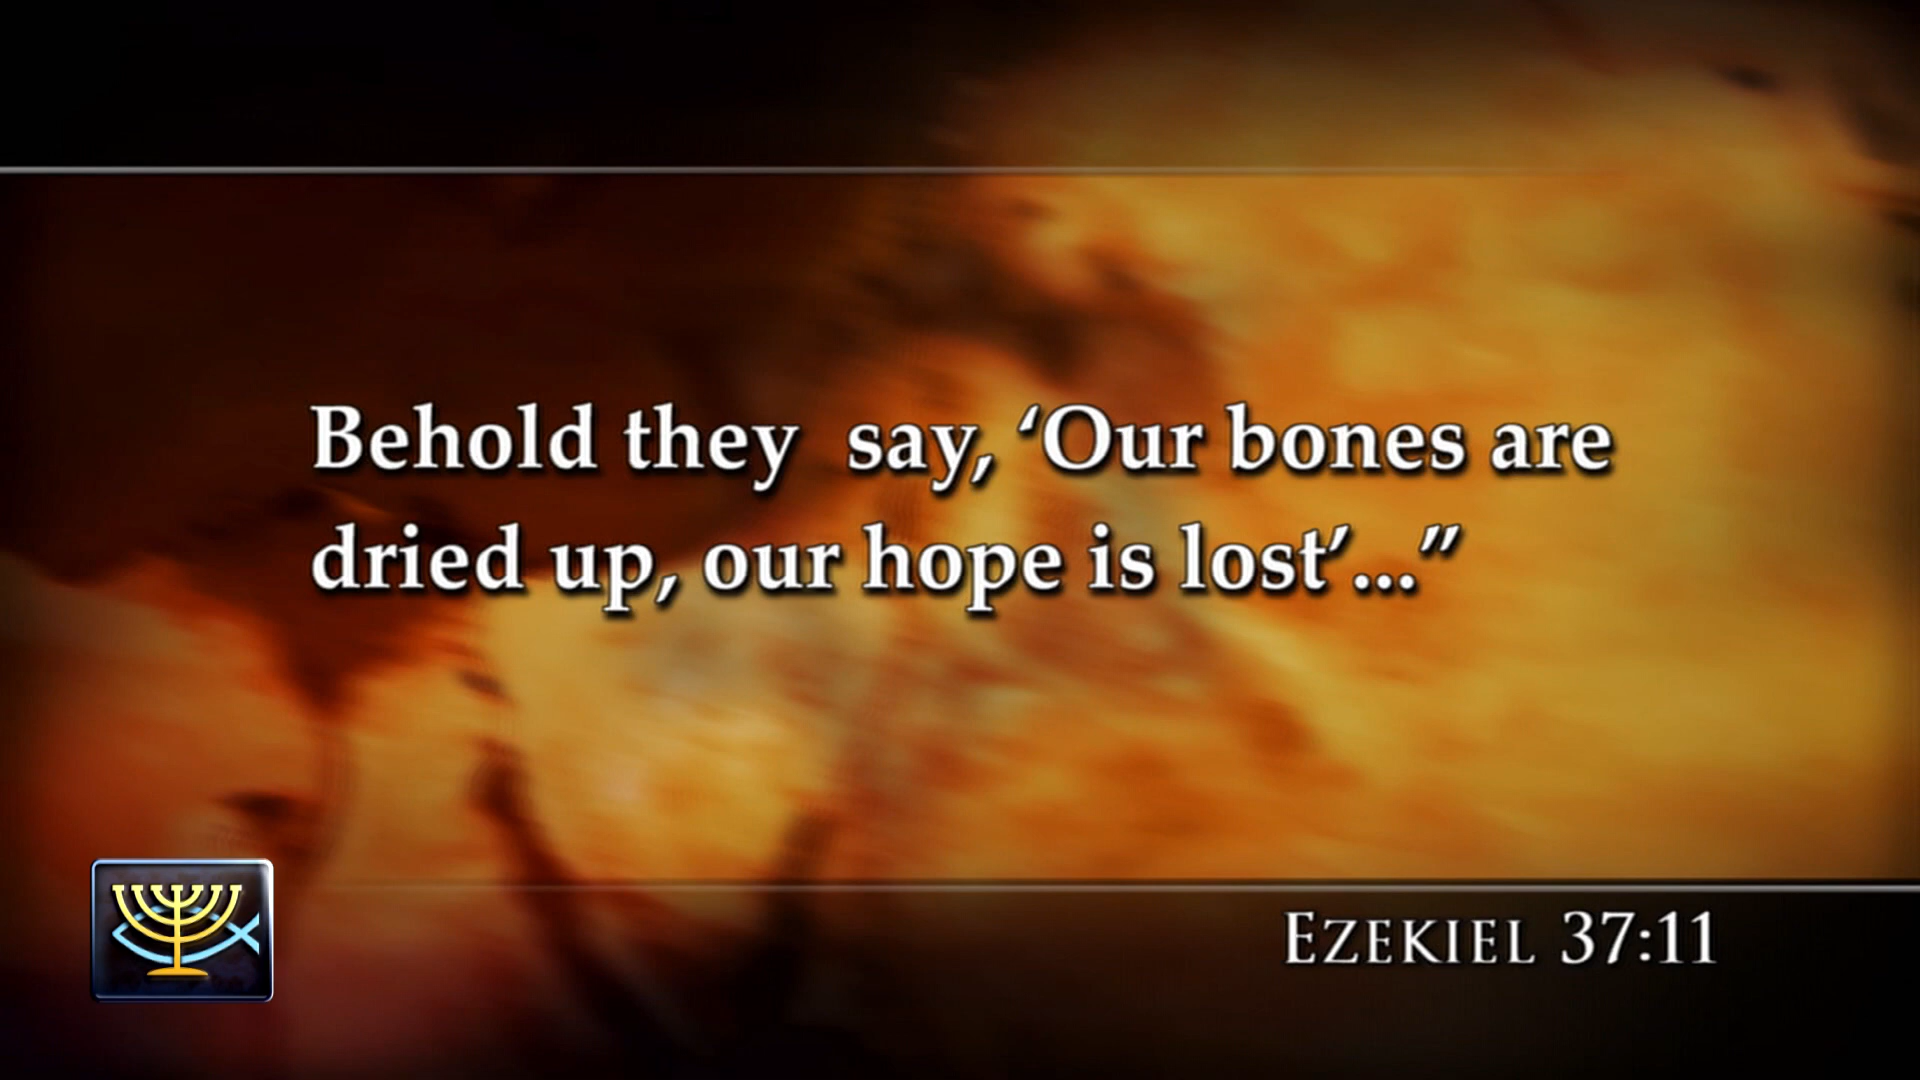 Behold they  say, ‘Our bones are
dried up, our hope is lost’...”
EZEKIEL 37:11